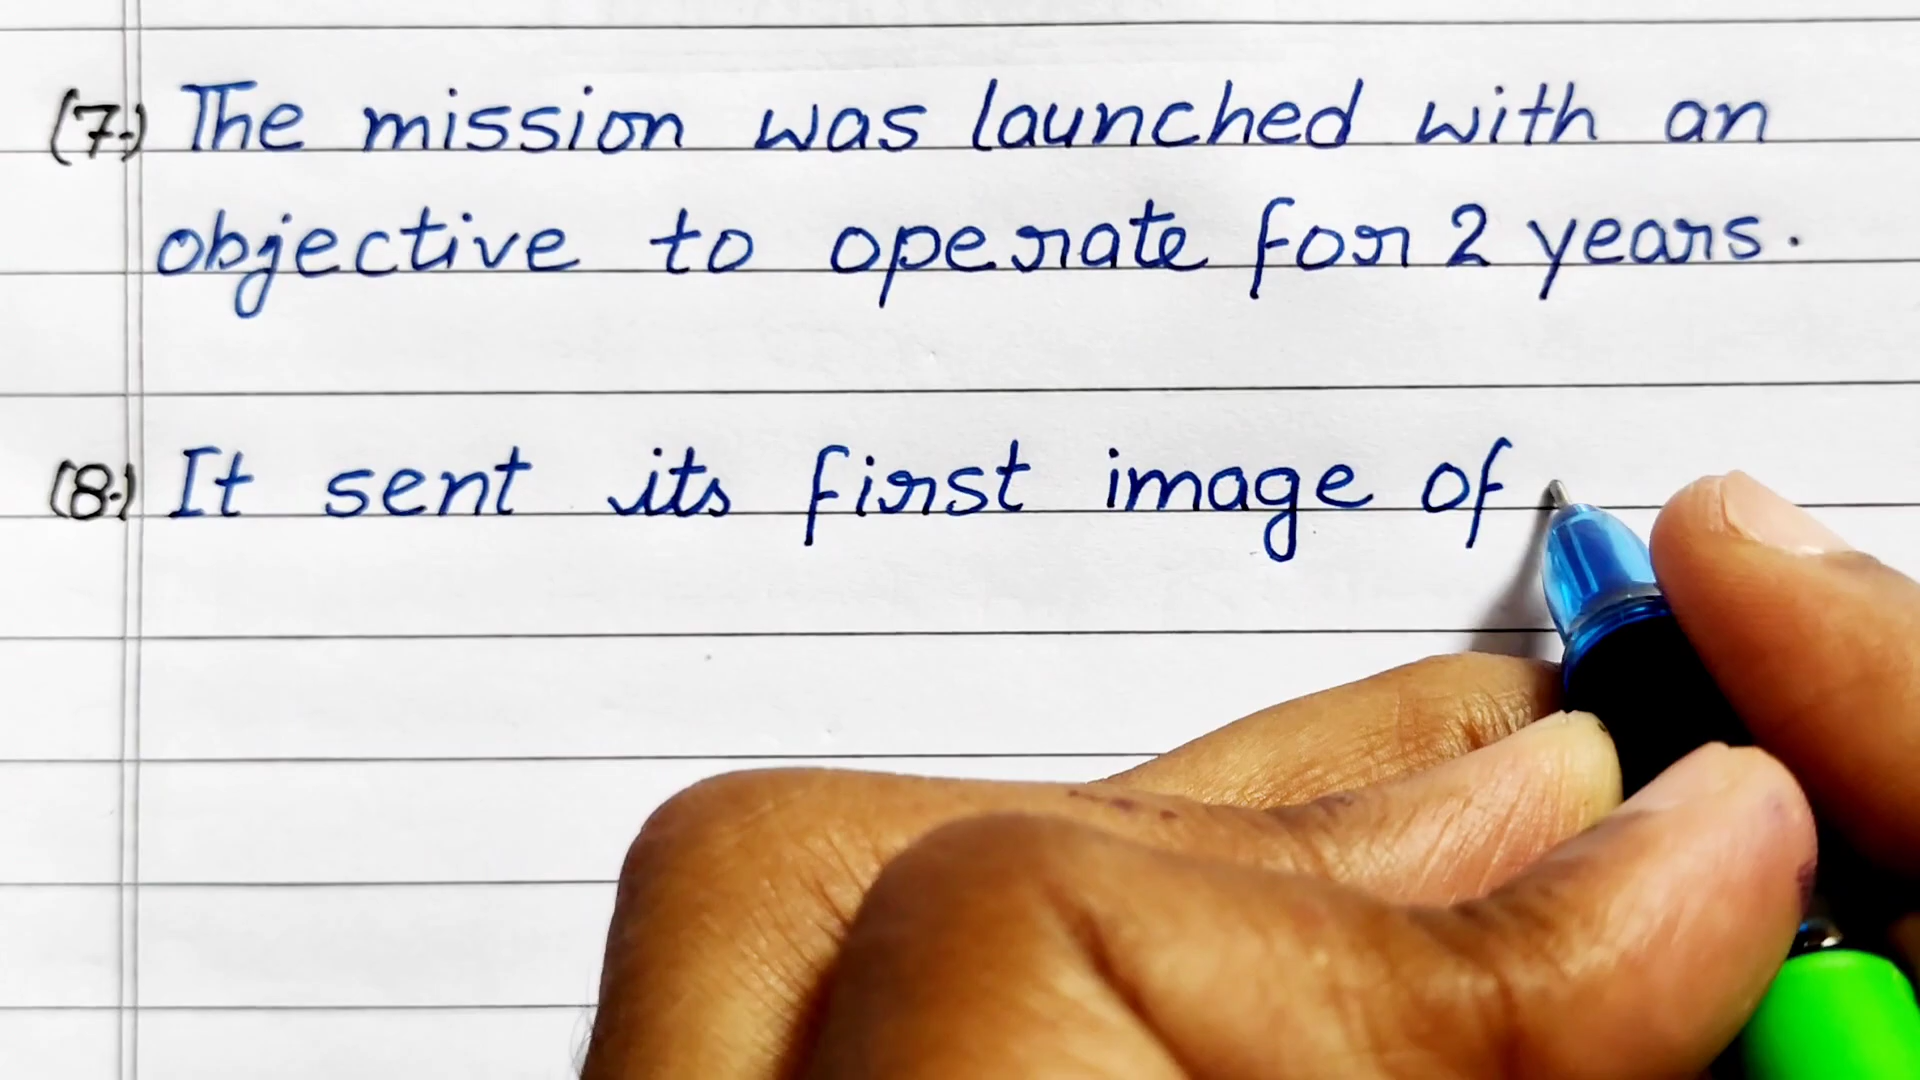 (7.) The mission was launched with an
objective to operate for 2 years.
(8.) It sent its first image of